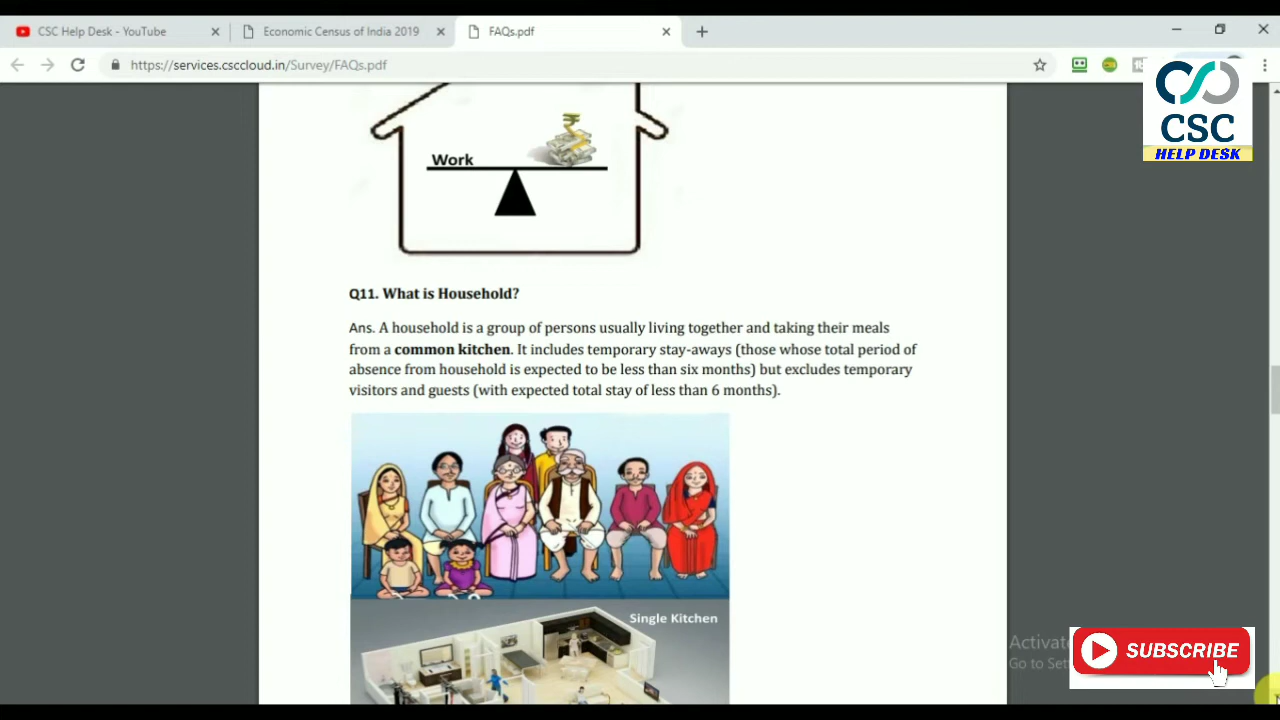 CSC Help Desk - YouTube
Economic Census of India 2019
FAQs.pdf
https://services.csccloud.in/Survey/FAQs.pdf
CSC
HELP DESK
Work
Q11. What is Household?
Ans. A household is a group of persons usually living together and taking their meals
from a common kitchen. It includes temporary stay-aways (those whose total period of
absence from household is expected to be less than six months) but excludes temporary
visitors and guests (with expected total stay of less than 6 months).
Single Kitchen
Activate
Go to Set
SUBSCRIBE